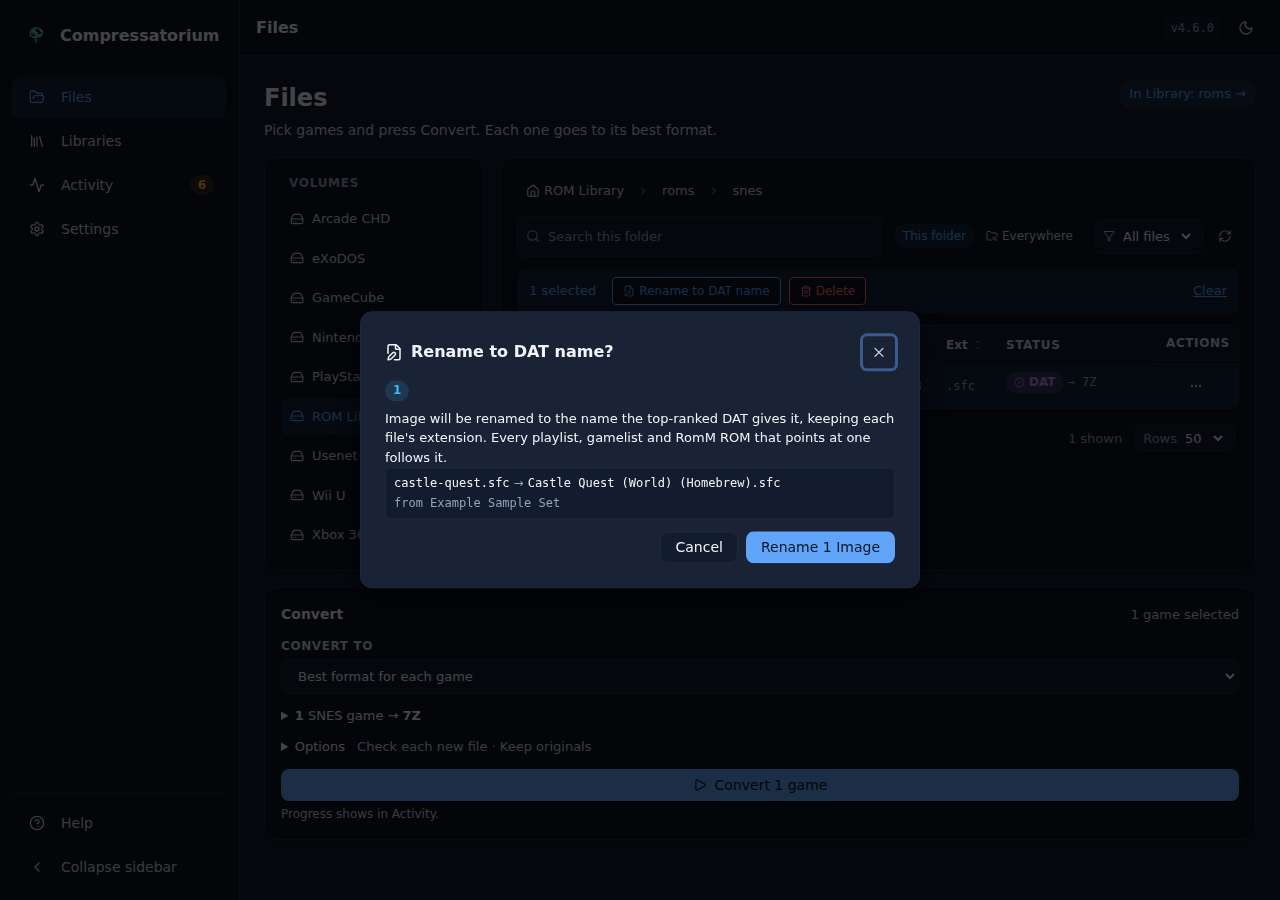 Compressatorium
Files
v4.6.0
Files
Libraries
Activity
6
Settings
Files
In Library: roms →
Pick games and press Convert. Each one goes to its best format.
VOLUMES
Arcade CHD
eXoDOS
GameCube
Usenet
Wii U
ROM Library
roms
snes
Search this folder
This folder
Everywhere
All files
1 selected
Rename to DAT name
Delete
Clear
Ext
STATUS
ACTIONS
.sfc
DAT
→ 7Z
1 shown
Rows 50
Rename to DAT name?
1
Image will be renamed to the name the top-ranked DAT gives it, keeping each
file's extension. Every playlist, gamelist and RomM ROM that points at one
follows it.
castle-quest.sfc → Castle Quest (World) (Homebrew).sfc
from Example Sample Set
Cancel
Rename 1 Image
Convert
1 game selected
CONVERT TO
Best format for each game
1 SNES game → 7Z
Options
Check each new file · Keep originals
Convert 1 game
Progress shows in Activity.
Help
Collapse sidebar